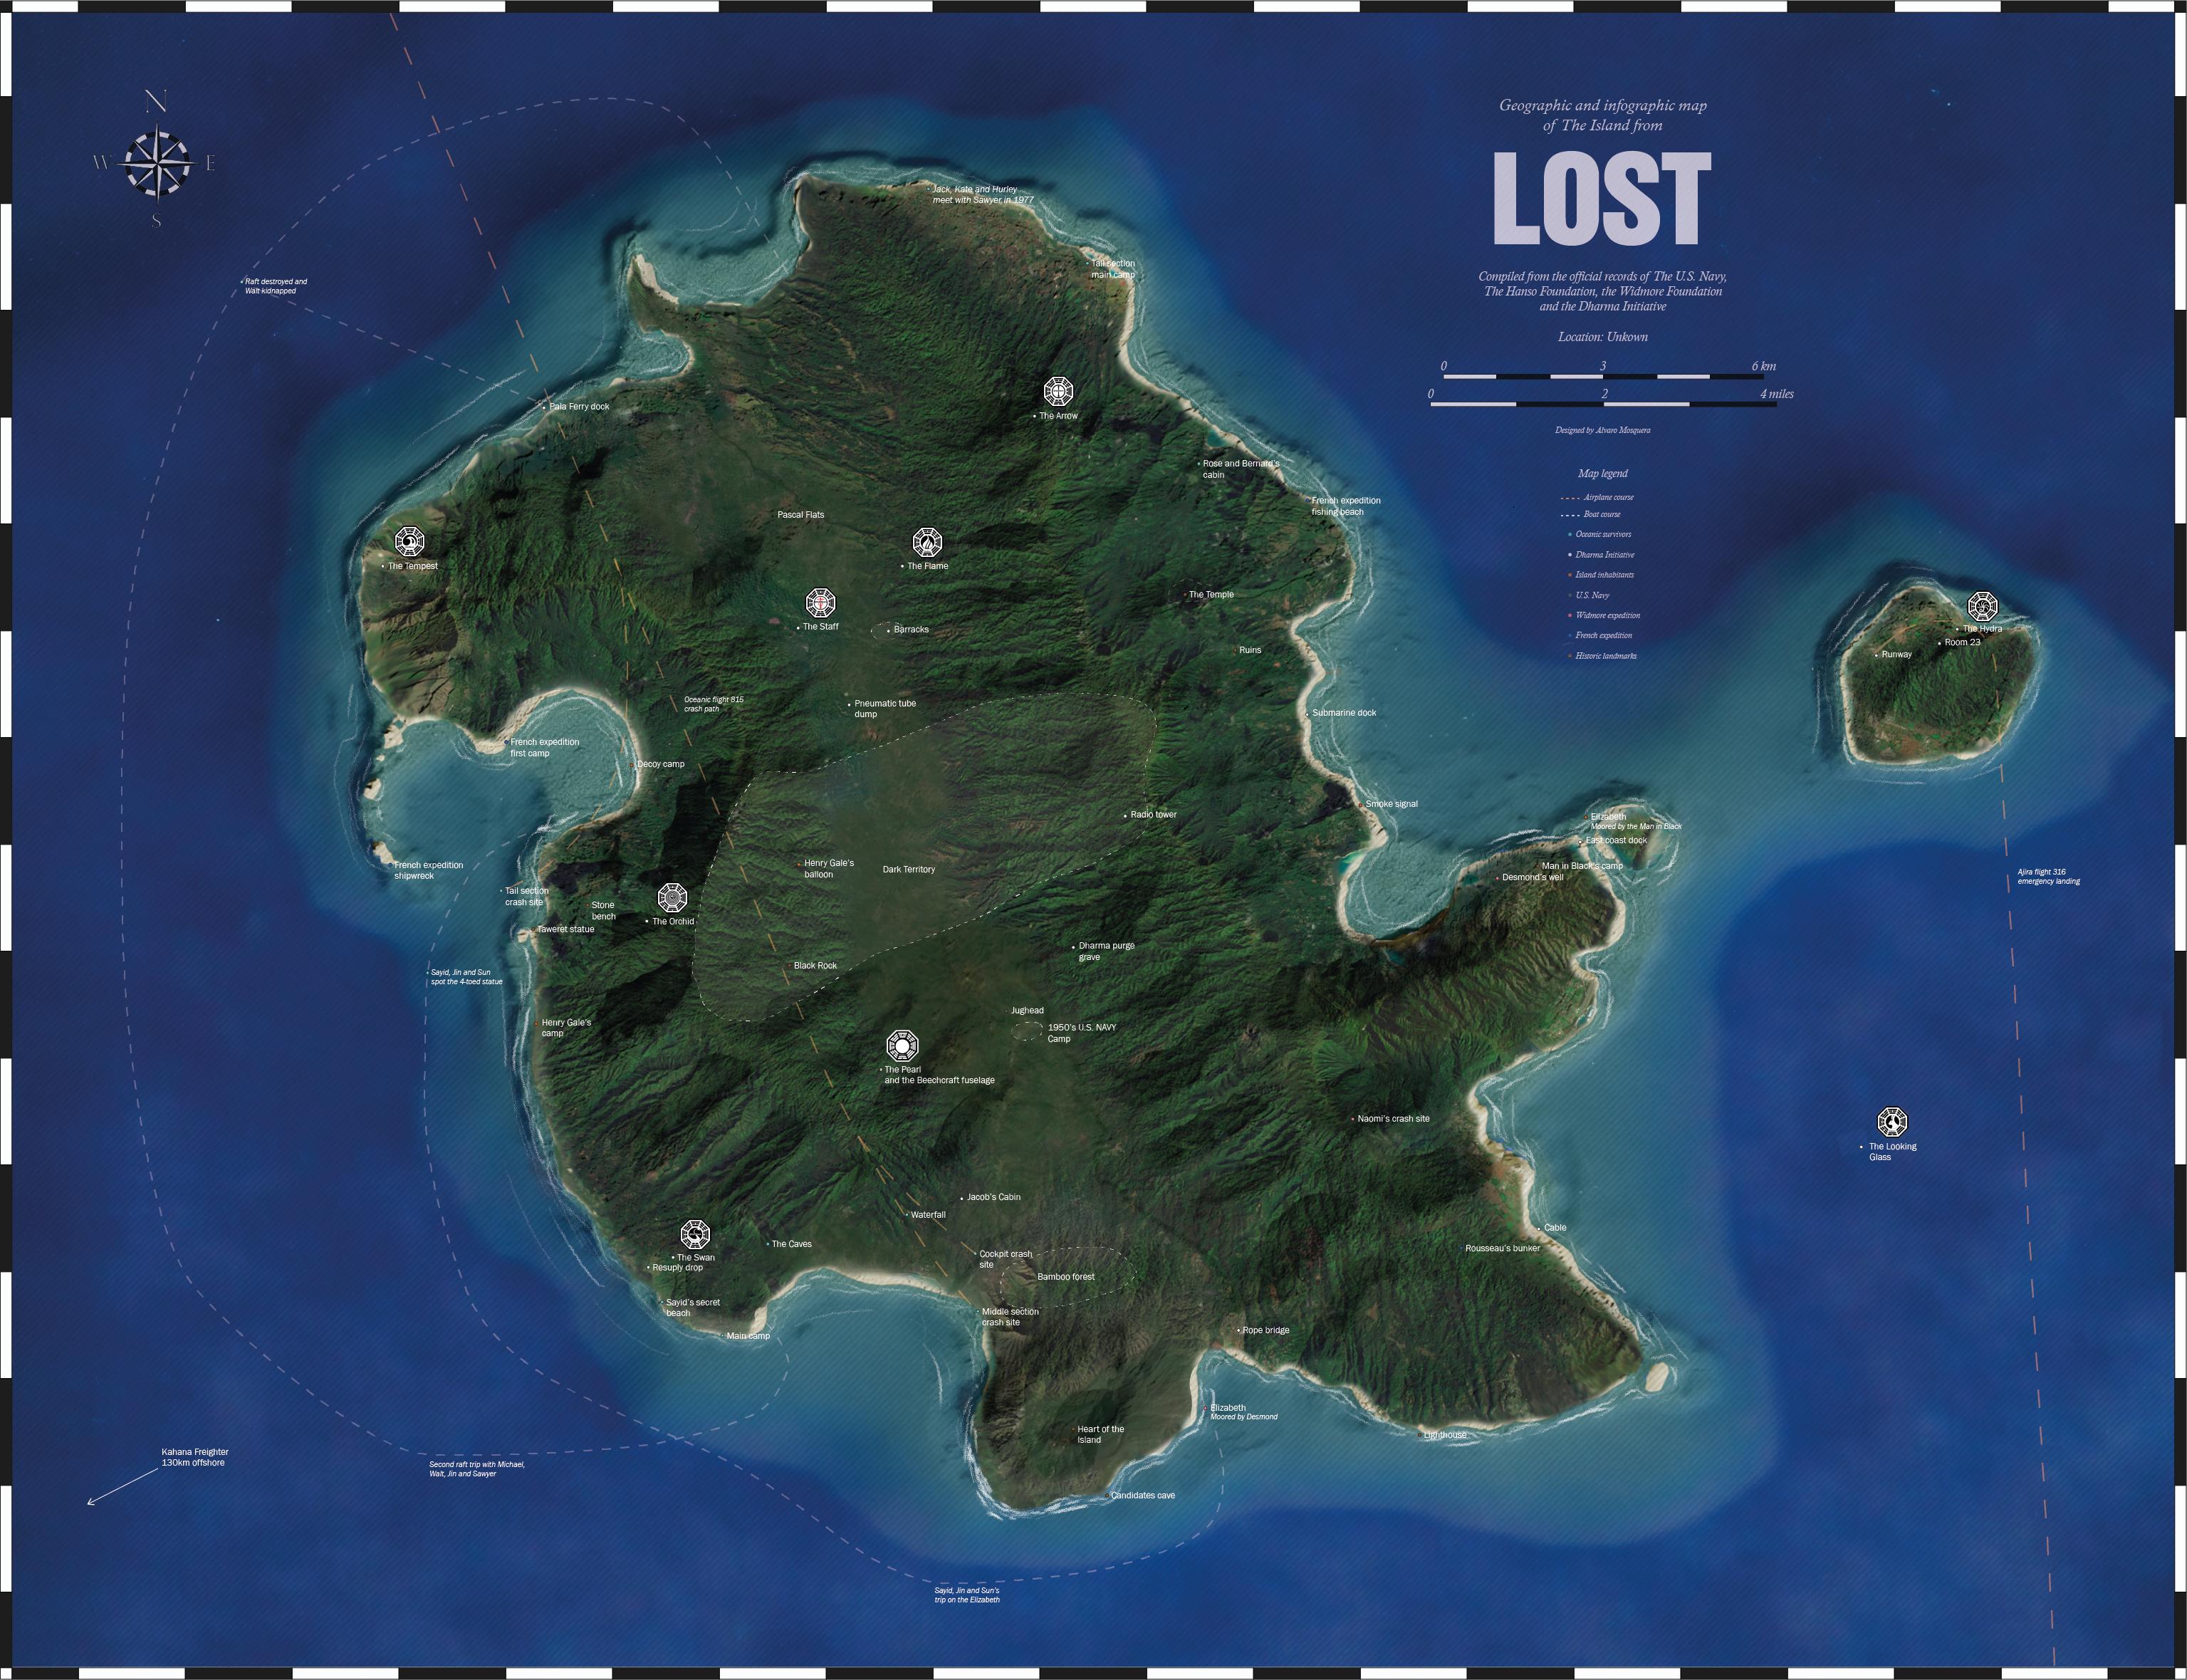 N
W
E
S
Geographic and infographic map
of The Island from
LOST
Compiled from the official records of The U.S. Navy,
The Hanso Foundation, the Widmore Foundation
and the Dharma Initiative
Location: Unkown
0
3
6 km
0
2
4 miles
Designed by Alvaro Mosquera
Map legend
Airplane course
Boat course
Oceanic survivors
Dharma Initiative
Island inhabitants
U.S. Navy
Widmore expedition
French expedition
Historic landmarks
Jack, Kate and Hurley
meet with Sawyer in 1977
Tail section
main camp
Raft destroyed and
Walt kidnapped
Pala Ferry dock
The Arrow
Rose and Bernard's
cabin
French expedition
fishing beach
Pascal Flats
The Tempest
The Flame
The Temple
The Staff
Barracks
Ruins
The Hydra
Room 23
Runway
Oceanic flight 815
crash path
Pneumatic tube
dump
Submarine dock
French expedition
first camp
Decoy camp
Smoke signal
Radio tower
Elizabeth
Moored by the Man in Black
East coast dock
French expedition
shipwreck
Henry Gale's
balloon
Dark Territory
Man in Black's camp
Desmond's well
Ajira flight 316
emergency landing
Tail section
crash site
Stone
bench
The Orchid
Taweret statue
Dharma purge
grave
Black Rock
Sayid, Jin and Sun
spot the 4-toed statue
Jughead
Henry Gale's
camp
1950's U.S. NAVY
Camp
The Pearl
and the Beechcraft fuselage
Naomi's crash site
The Looking
Glass
Jacob's Cabin
Waterfall
Cable
The Caves
Rousseau's bunker
Cockpit crash
site
The Swan
Resuply drop
Bamboo forest
Sayid's secret
beach
Middle section
crash site
Main camp
Rope bridge
Elizabeth
Moored by Desmond
Heart of the
Island
Lighthouse
Kahana Freighter
130km offshore
Second raft trip with Michael,
Walt, Jin and Sawyer
Candidates cave
Sayid, Jin and Sun's
trip on the Elizabeth